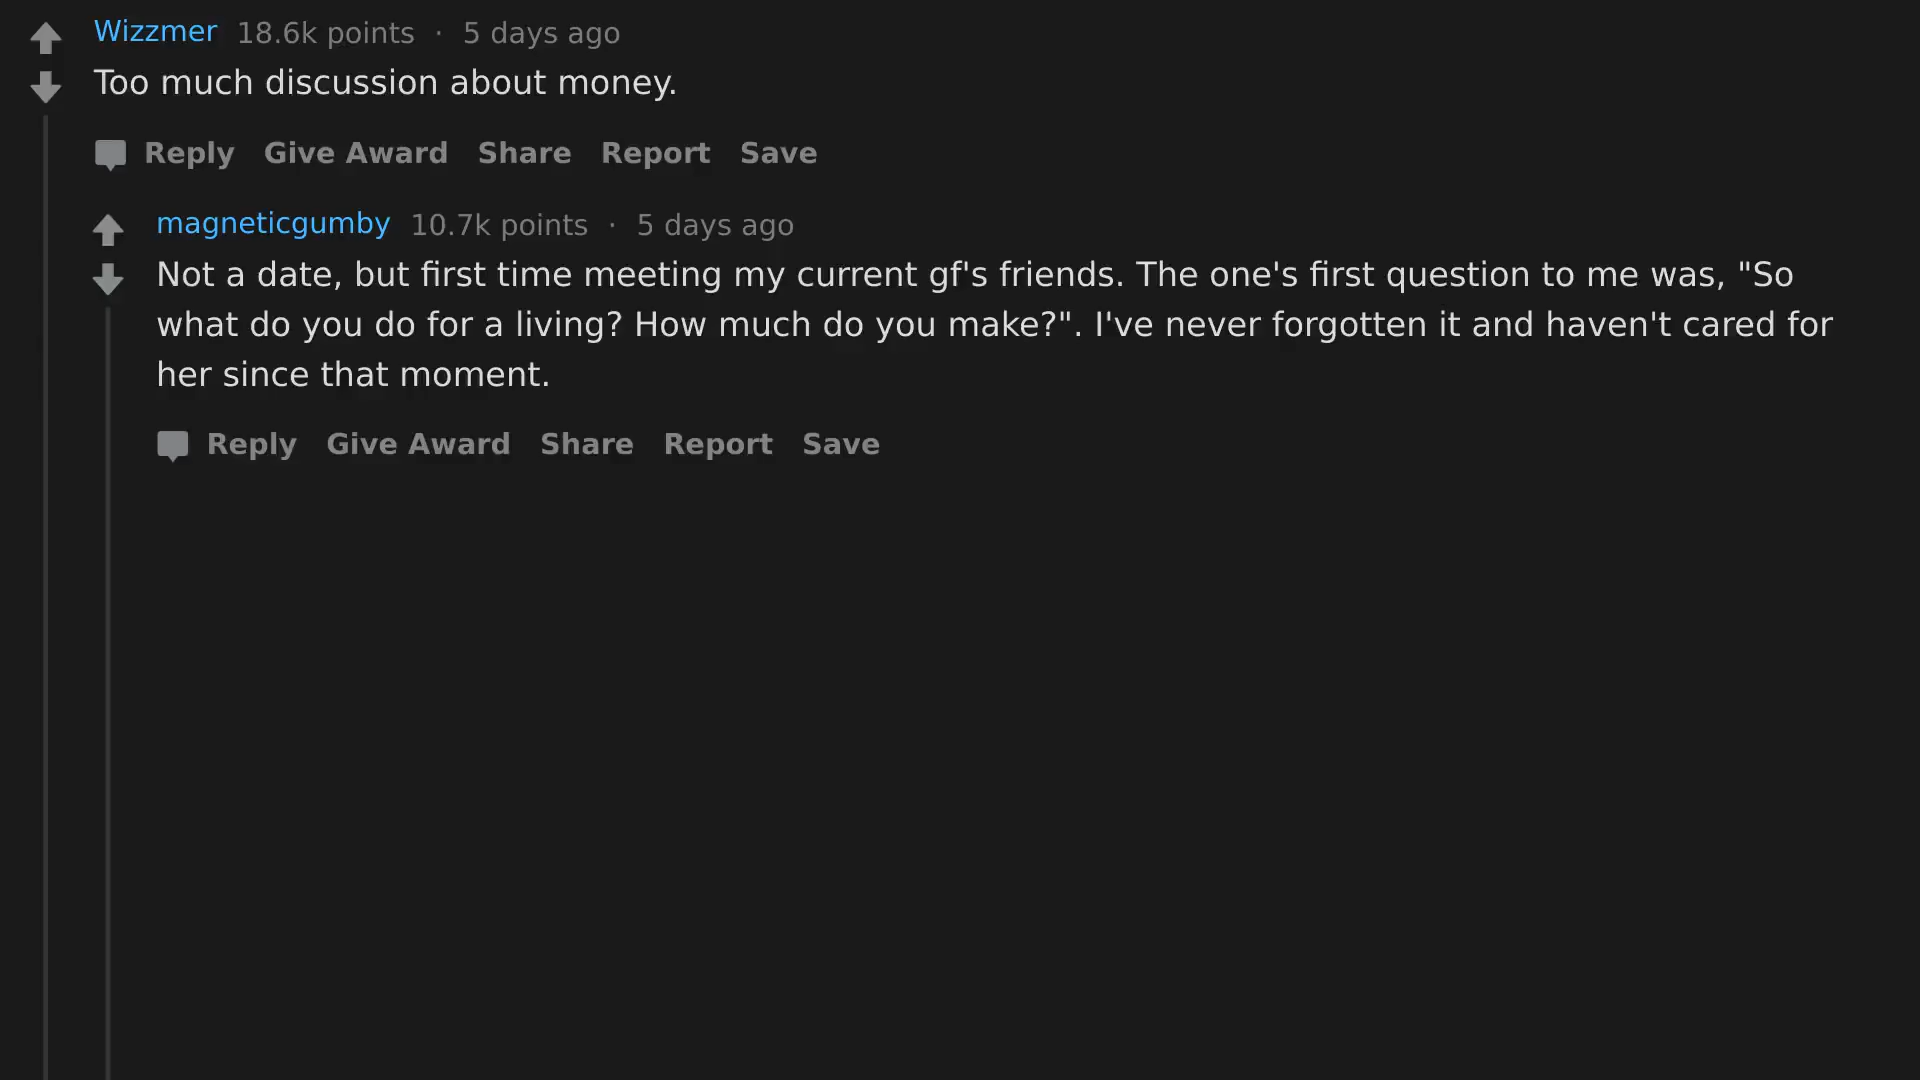 Wizzmer 18.6k points · 5 days ago
Too much discussion about money.
Reply Give Award Share Report Save
magneticgumby 10.7k points · 5 days ago
Not a date, but first time meeting my current gf's friends. The one's first question to me was, "So
what do you do for a living? How much do you make?". I've never forgotten it and haven't cared for
her since that moment.
Reply Give Award Share Report Save